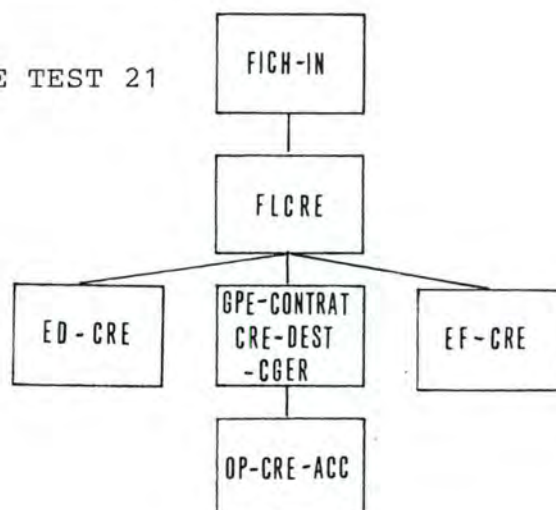 FICH-IN
E TEST 21
FLCRE
ED-CRE
GPE-CONTRAT
CRE-DEST
-CGER
EF-CRE
OP-CRE-ACC